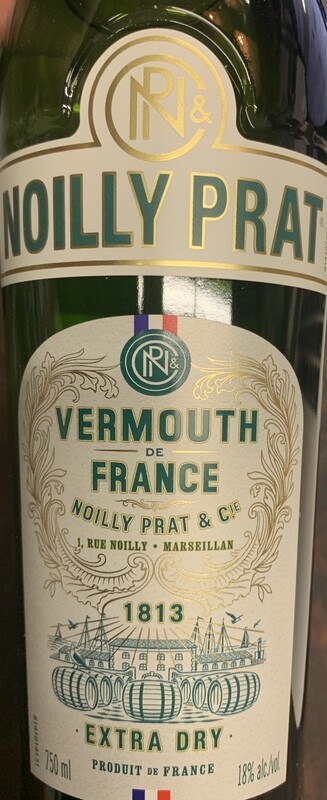 NP&C
NOILLY PRAT
NP&C
VERMOUTH
DE
FRANCE
NOILLY PRAT & CIE
1, RUE NOILLY • MARSEILLAN
1813
• EXTRA DRY •
750 ml
PRODUIT DE FRANCE
18% alc./vol.